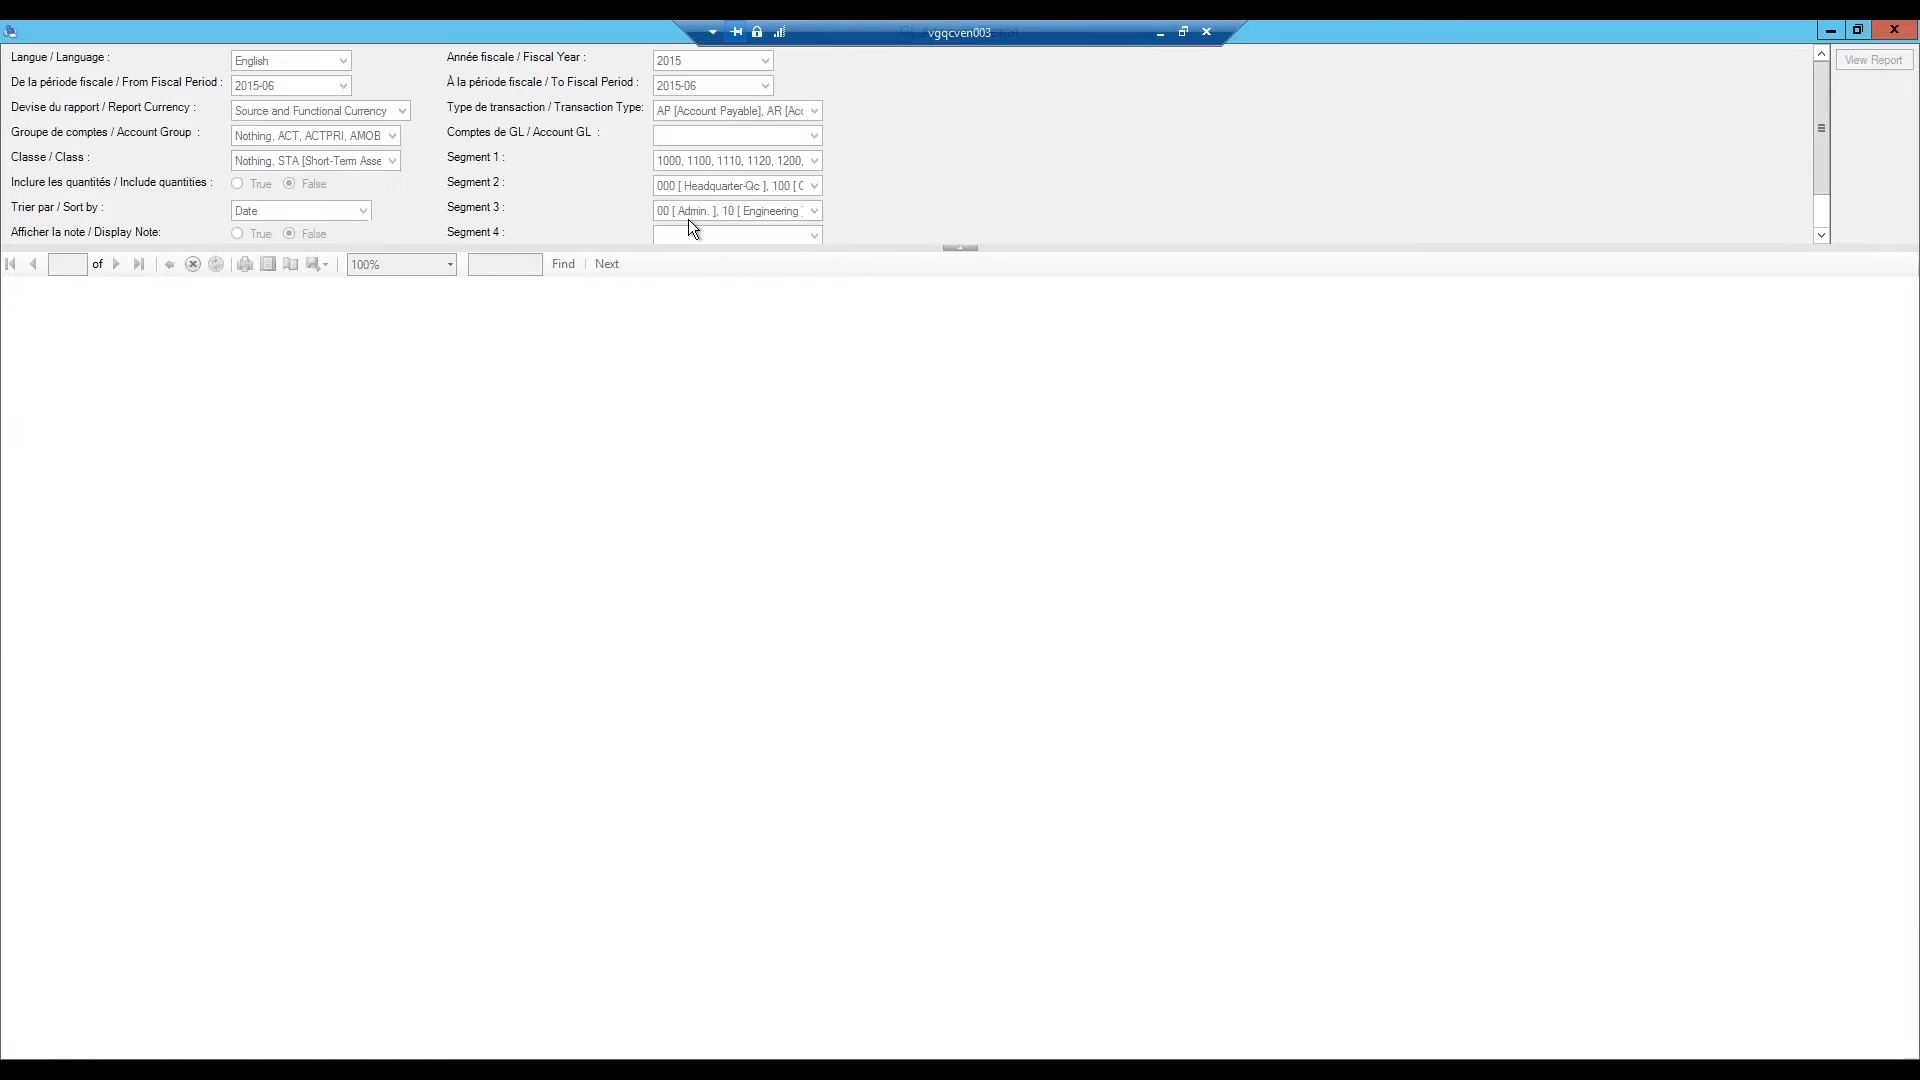 vgqcven003
Langue / Language : English Année fiscale / Fiscal Year : 2015 View Report
De la période fiscale / From Fiscal Period : 2015-06 À la période fiscale / To Fiscal Period : 2015-06
Devise du rapport / Report Currency : Source and Functional Currency Type de transaction / Transaction Type: AP [Account Payable], AR [Acc
Groupe de comptes / Account Group : Nothing, ACT, ACTPRI, AMOB Comptes de GL / Account GL :
Classe / Class : Nothing, STA [Short-Term Asse Segment 1 : 1000, 1100, 1110, 1120, 1200,
Inclure les quantités / Include quantities : True False Segment 2 : 000 [ Headquarter-Qc ], 100 [ C
Trier par / Sort by : Date Segment 3 : 00 [ Admin. ], 10 [ Engineering
Afficher la note / Display Note: True False Segment 4 :
of 100% Find Next